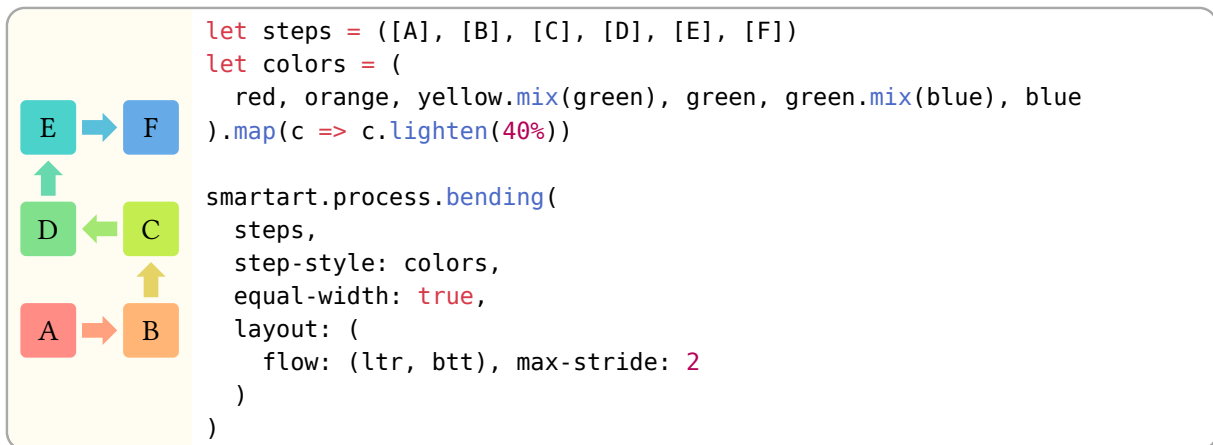 E F
D C
A B
let steps = ([A], [B], [C], [D], [E], [F])
let colors = (
  red, orange, yellow.mix(green), green, green.mix(blue), blue
).map(c => c.lighten(40%))

smartart.process.bending(
  steps,
  step-style: colors,
  equal-width: true,
  layout: (
    flow: (ltr, btt), max-stride: 2
  )
)